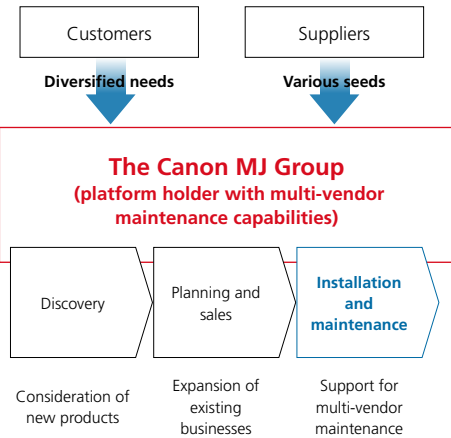 Customers
Suppliers
Diversified needs
Various seeds
The Canon MJ Group
(platform holder with multi-vendor
maintenance capabilities)
Discovery
Planning and
sales
Installation
and
maintenance
Consideration of
new products
Expansion of
existing
businesses
Support for
multi-vendor
maintenance